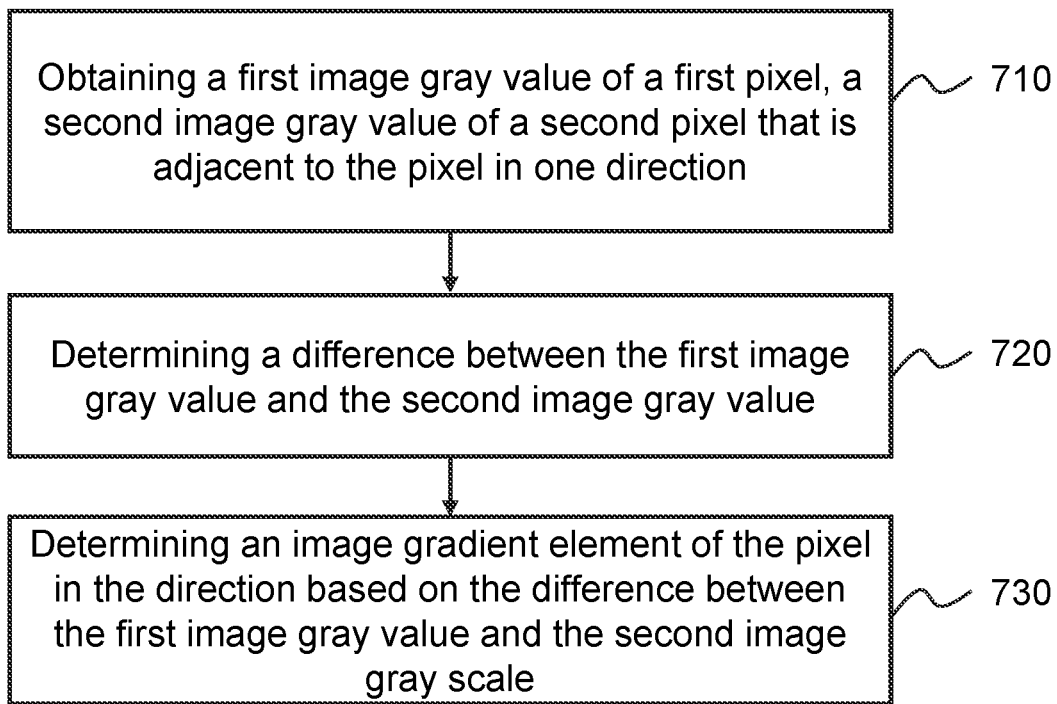 Obtaining a first image gray value of a first pixel, a
second image gray value of a second pixel that is
adjacent to the pixel in one direction
710
Determining a difference between the first image
gray value and the second image gray value
720
Determining an image gradient element of the pixel
in the direction based on the difference between
the first image gray value and the second image
gray scale
730